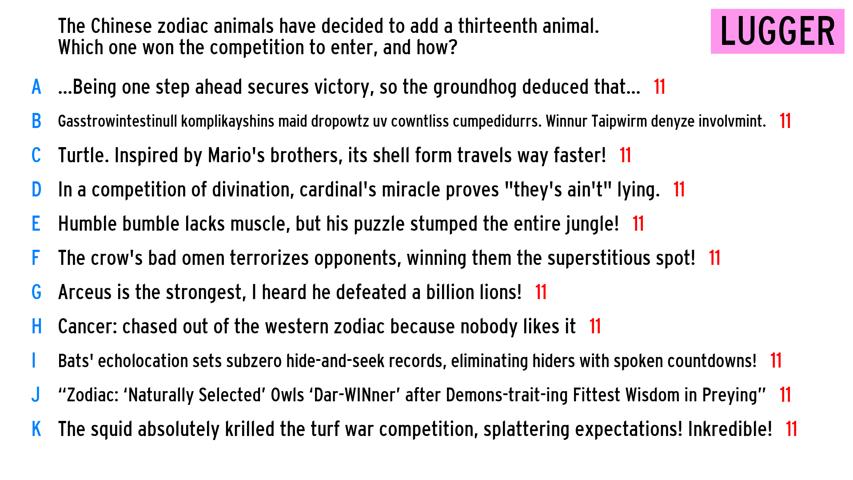 The Chinese zodiac animals have decided to add a thirteenth animal.
Which one won the competition to enter, and how?
LUGGER
A ...Being one step ahead secures victory, so the groundhog deduced that... 11
B Gasstrowintestinull komplikayshins maid dropowtz uv cowntliss cumpedidurrs. Winnur Taipwirm denyze involvmint. 11
C Turtle. Inspired by Mario's brothers, its shell form travels way faster! 11
D In a competition of divination, cardinal's miracle proves "they's ain't" lying. 11
E Humble bumble lacks muscle, but his puzzle stumped the entire jungle! 11
F The crow's bad omen terrorizes opponents, winning them the superstitious spot! 11
G Arceus is the strongest, I heard he defeated a billion lions! 11
H Cancer: chased out of the western zodiac because nobody likes it 11
I Bats' echolocation sets subzero hide-and-seek records, eliminating hiders with spoken countdowns! 11
J “Zodiac: ‘Naturally Selected’ Owls ‘Dar-WINner’ after Demons-trait-ing Fittest Wisdom in Preying” 11
K The squid absolutely krilled the turf war competition, splattering expectations! Inkredible! 11